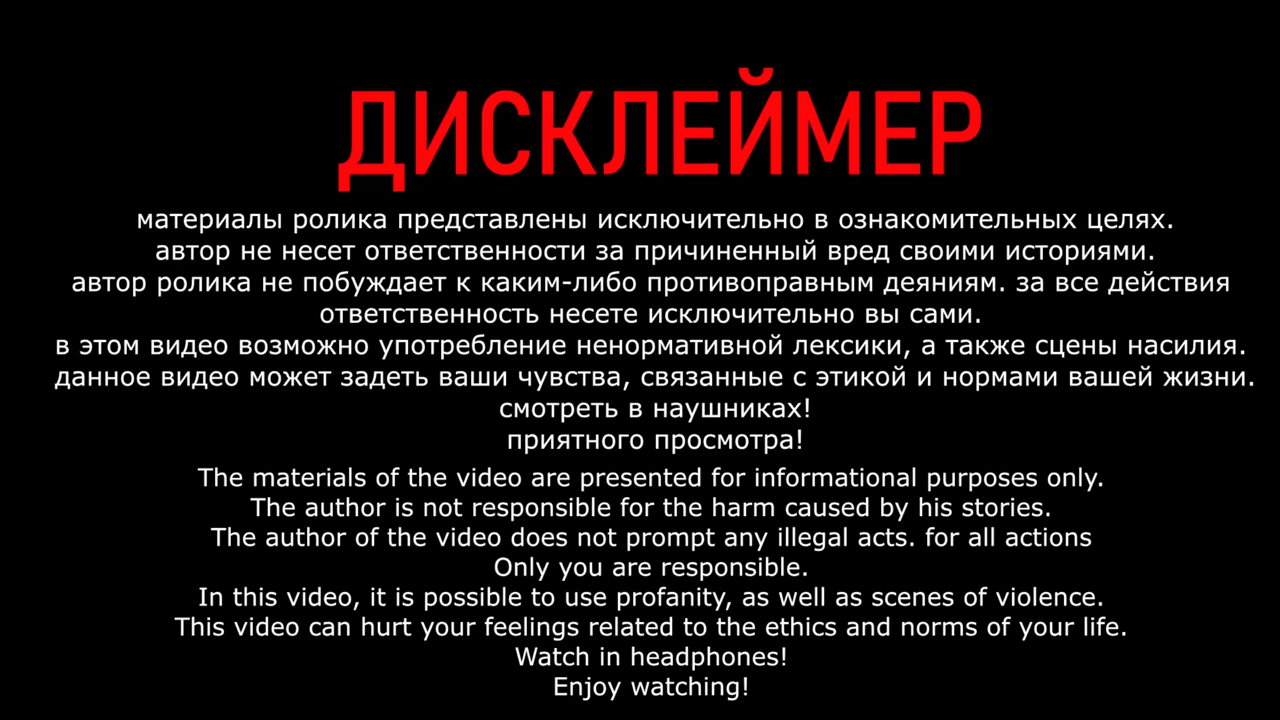 ДИСКЛЕЙМЕР
материалы ролика представлены исключительно в ознакомительных целях.
автор не несет ответственности за причиненный вред своими историями.
автор ролика не побуждает к каким-либо противоправным деяниям. за все действия
ответственность несете исключительно вы сами.
в этом видео возможно употребление ненормативной лексики, а также сцены насилия.
данное видео может задеть ваши чувства, связанные с этикой и нормами вашей жизни.
смотреть в наушниках!
приятного просмотра!
The materials of the video are presented for informational purposes only.
The author is not responsible for the harm caused by his stories.
The author of the video does not prompt any illegal acts. for all actions
Only you are responsible.
In this video, it is possible to use profanity, as well as scenes of violence.
This video can hurt your feelings related to the ethics and norms of your life.
Watch in headphones!
Enjoy watching!